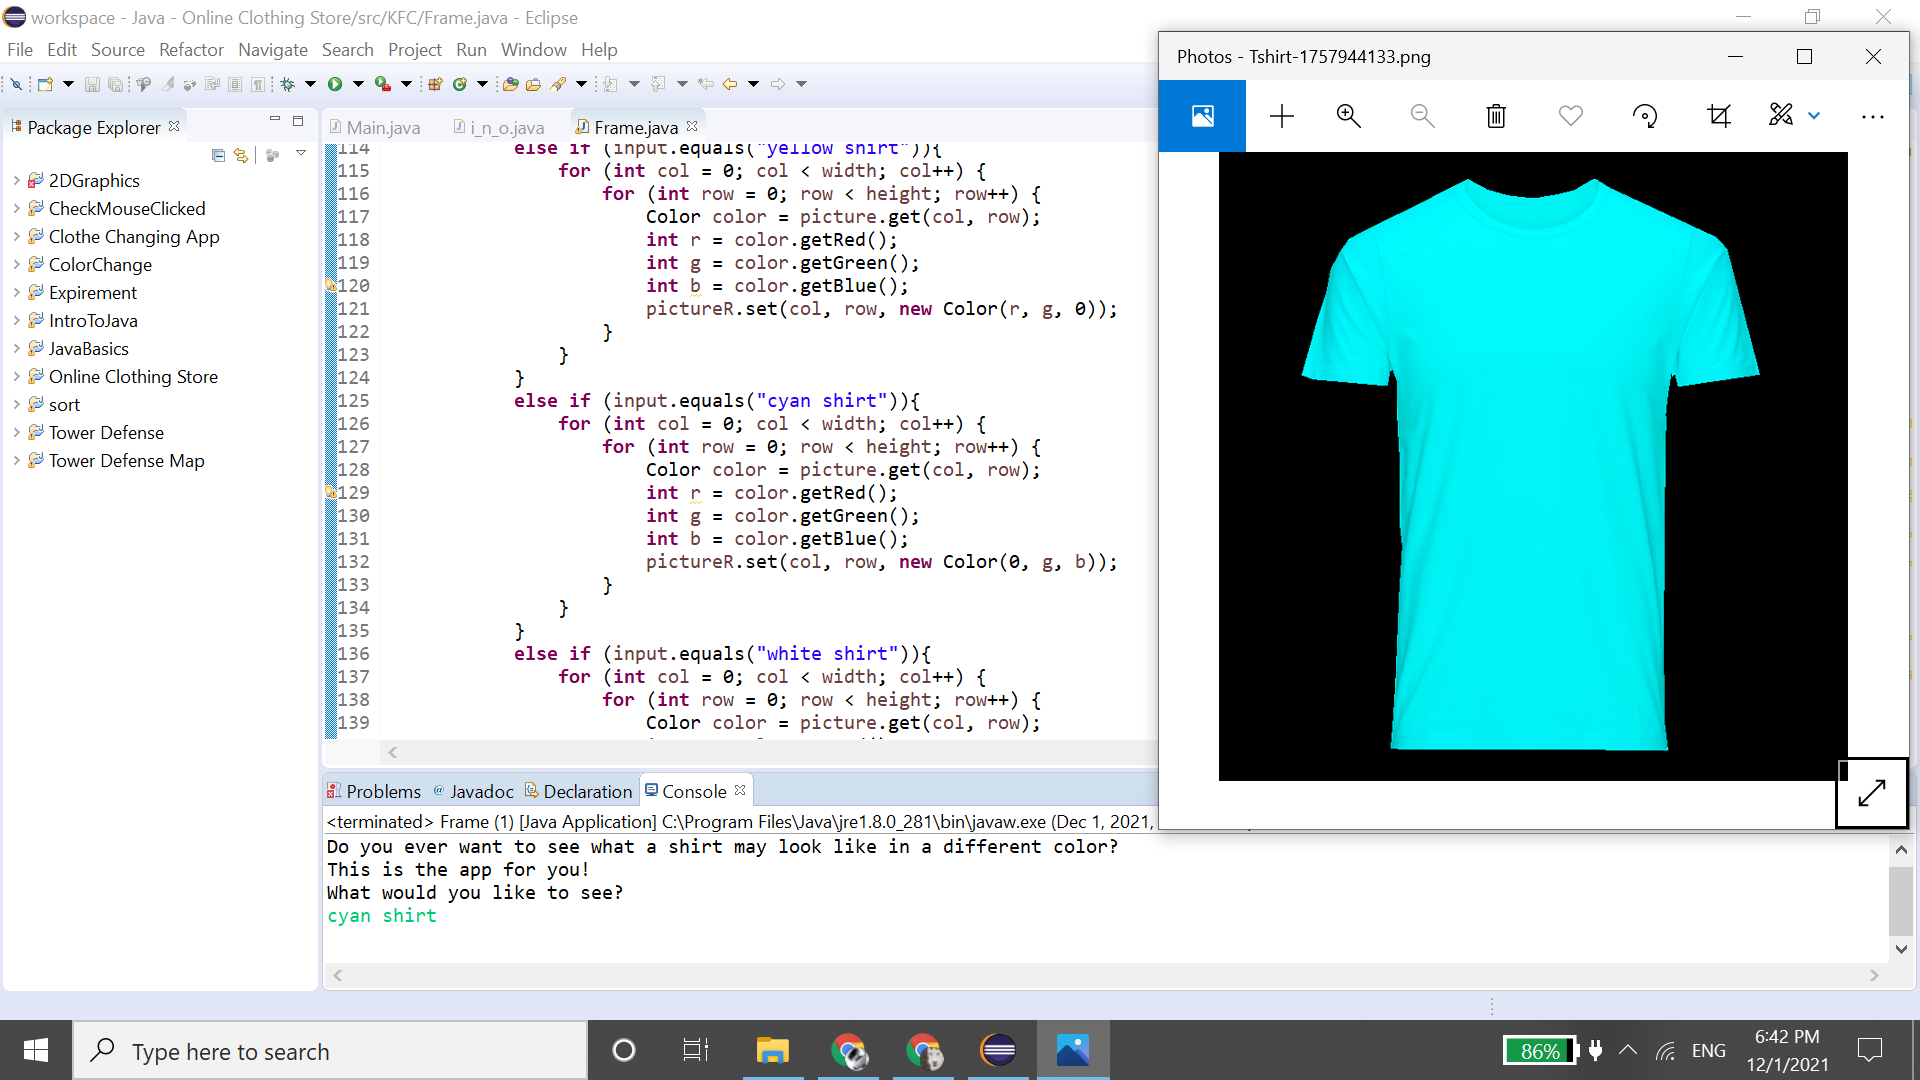 workspace - Java - Online Clothing Store/src/KFC/Frame.java - Eclipse
File Edit Source Refactor Navigate Search Project Run Window Help
Package Explorer
2DGraphics
CheckMouseClicked
Clothe Changing App
ColorChange
Expirement
IntroToJava
JavaBasics
Online Clothing Store
sort
Tower Defense
Tower Defense Map
Main.java i_n_o.java Frame.java
114 else if (input.equals("yellow shirt")){
115 for (int col = 0; col < width; col++) {
116 for (int row = 0; row < height; row++) {
117 Color color = picture.get(col, row);
118 int r = color.getRed();
119 int g = color.getGreen();
120 int b = color.getBlue();
121 pictureR.set(col, row, new Color(r, g, 0));
122 }
123 }
124 }
125 else if (input.equals("cyan shirt")){
126 for (int col = 0; col < width; col++) {
127 for (int row = 0; row < height; row++) {
128 Color color = picture.get(col, row);
129 int r = color.getRed();
130 int g = color.getGreen();
131 int b = color.getBlue();
132 pictureR.set(col, row, new Color(0, g, b));
133 }
134 }
135 }
136 else if (input.equals("white shirt")){
137 for (int col = 0; col < width; col++) {
138 for (int row = 0; row < height; row++) {
139 Color color = picture.get(col, row);
Photos - Tshirt-1757944133.png
Problems @ Javadoc Declaration Console
<terminated> Frame (1) [Java Application] C:\Program Files\Java\jre1.8.0_281\bin\javaw.exe (Dec 1, 2021,
Do you ever want to see what a shirt may look like in a different color?
This is the app for you!
What would you like to see?
cyan shirt
Type here to search
86%
ENG
6:42 PM
12/1/2021